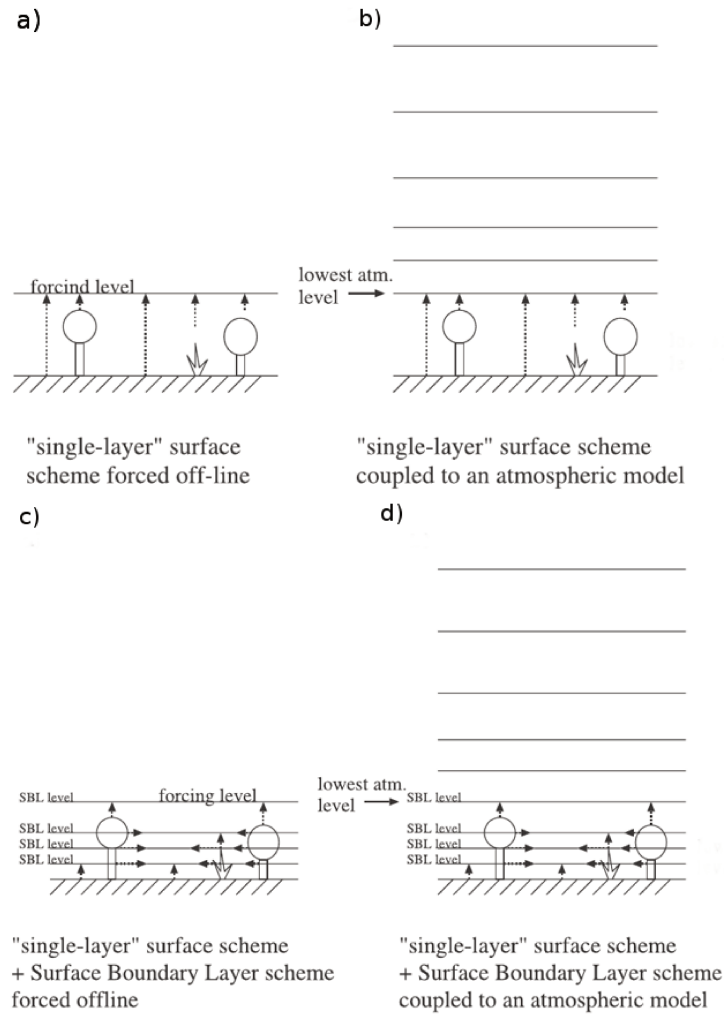 a)
b)
forcind level
lowest atm.
level
"single-layer" surface
scheme forced off-line
"single-layer" surface scheme
coupled to an atmospheric model
c)
d)
SBL level
forcing level
SBL level
SBL level
SBL level
lowest atm.
level
SBL level
SBL level
SBL level
SBL level
"single-layer" surface scheme
+ Surface Boundary Layer scheme
forced offline
"single-layer" surface scheme
+ Surface Boundary Layer scheme
coupled to an atmospheric model